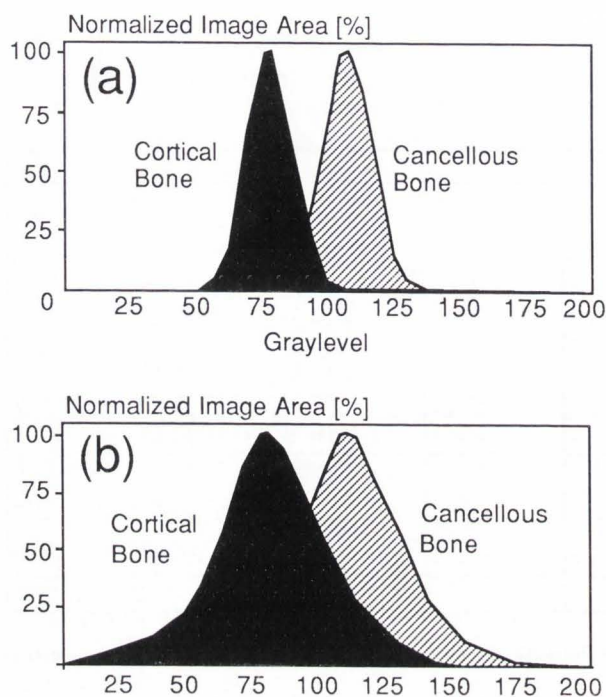 Normalized Image Area [%]
(a)
100
75
50
25
0
Cortical
Bone
Cancellous
Bone
25 50 75 100 125 150 175 200
Graylevel
Normalized Image Area [%]
(b)
100
75
50
25
Cortical
Bone
Cancellous
Bone
25 50 75 100 125 150 175 200